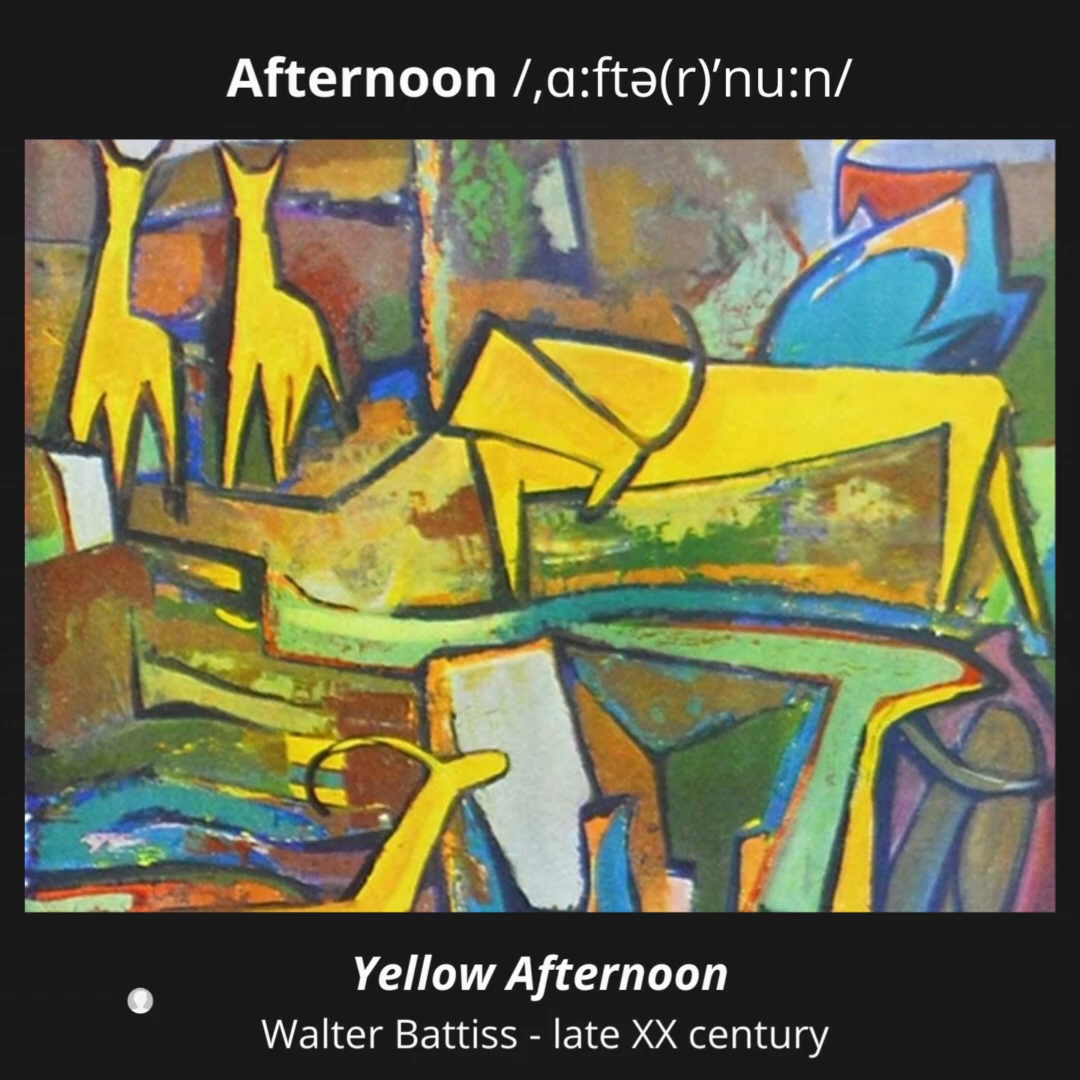 Afternoon /ˌɑːftə(r)ˈnuːn/
Yellow Afternoon
Walter Battiss - late XX century